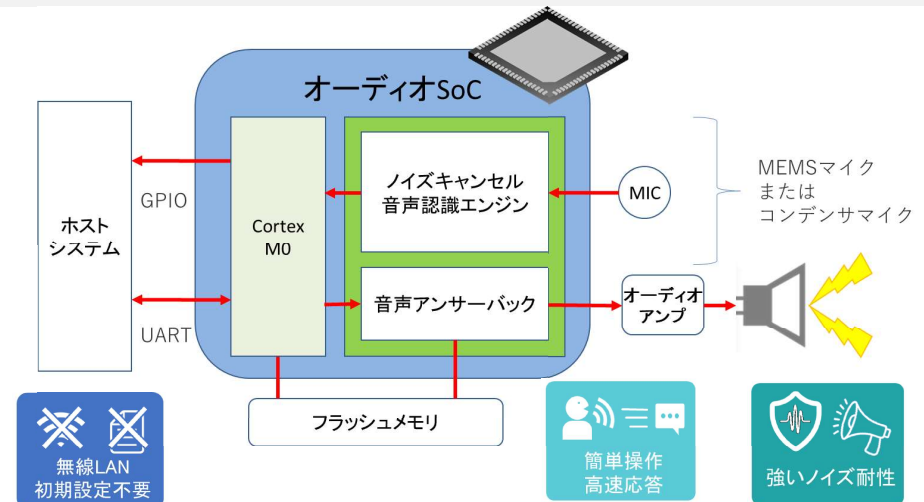 オーディオSoC
ホスト
システム
GPIO
UART
Cortex
M0
ノイズキャンセル
音声認識エンジン
音声アンサーバック
MIC
MEMSマイク
または
コンデンサマイク
オーディオ
アンプ
フラッシュメモリ
無線LAN
初期設定不要
簡単操作
高速応答
強いノイズ耐性